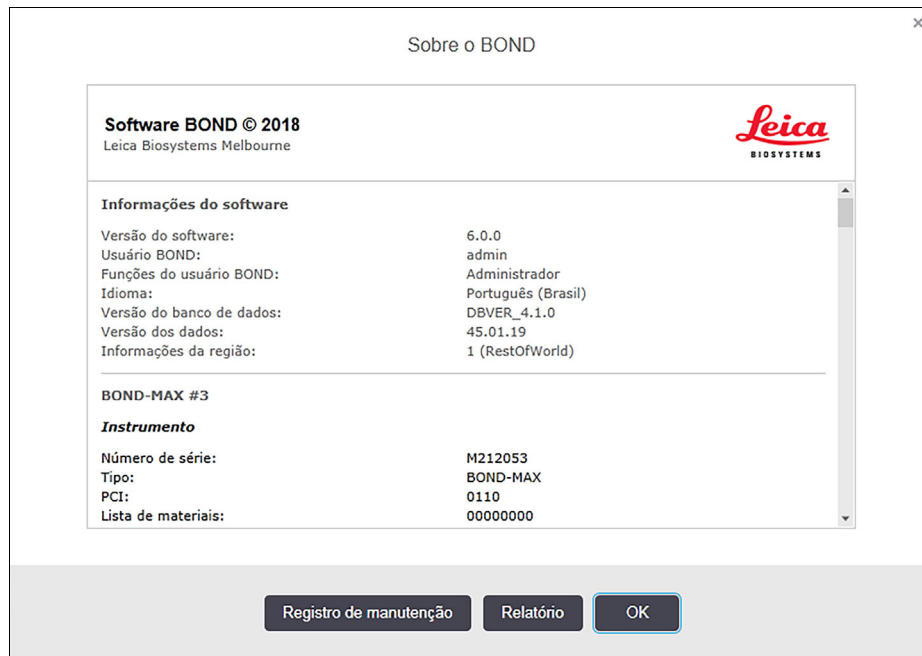 Sobre o BOND
Software BOND © 2018
Leica Biosystems Melbourne
Leica
BIOSYSTEMS
Informações do software
Versão do software: 6.0.0
Usuário BOND: admin
Funções do usuário BOND: Administrador
Idioma: Português (Brasil)
Versão do banco de dados: DBVER_4.1.0
Versão dos dados: 45.01.19
Informações da região: 1 (RestOfWorld)
BOND-MAX #3
Instrumento
Número de série: M212053
Tipo: BOND-MAX
PCI: 0110
Lista de materiais: 00000000
Registro de manutenção Relatório OK